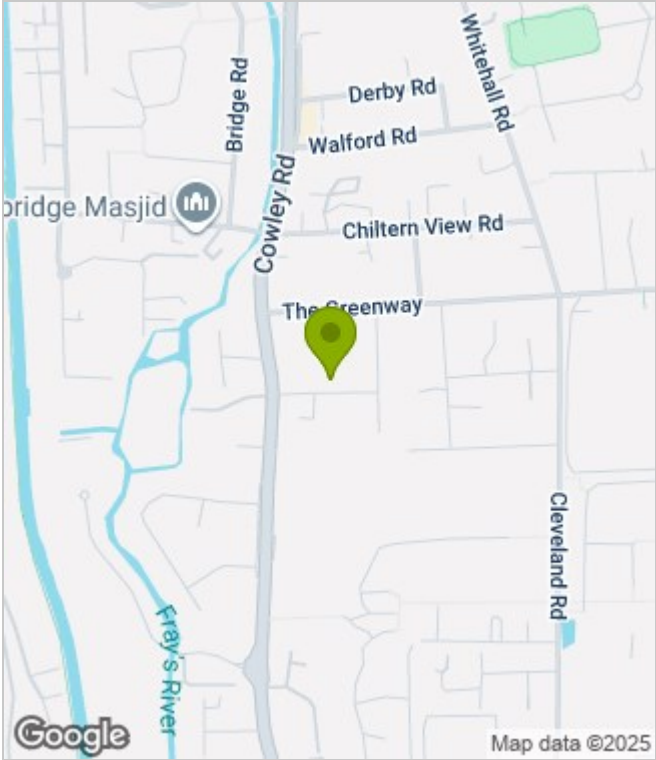 Bridge Rd
Whitehall Rd
Derby Rd
Walford Rd
bridge Masjid
Cowley Rd
Chiltern View Rd
The Greenway
Cleveland Rd
Fray's River
Google
Map data ©2025